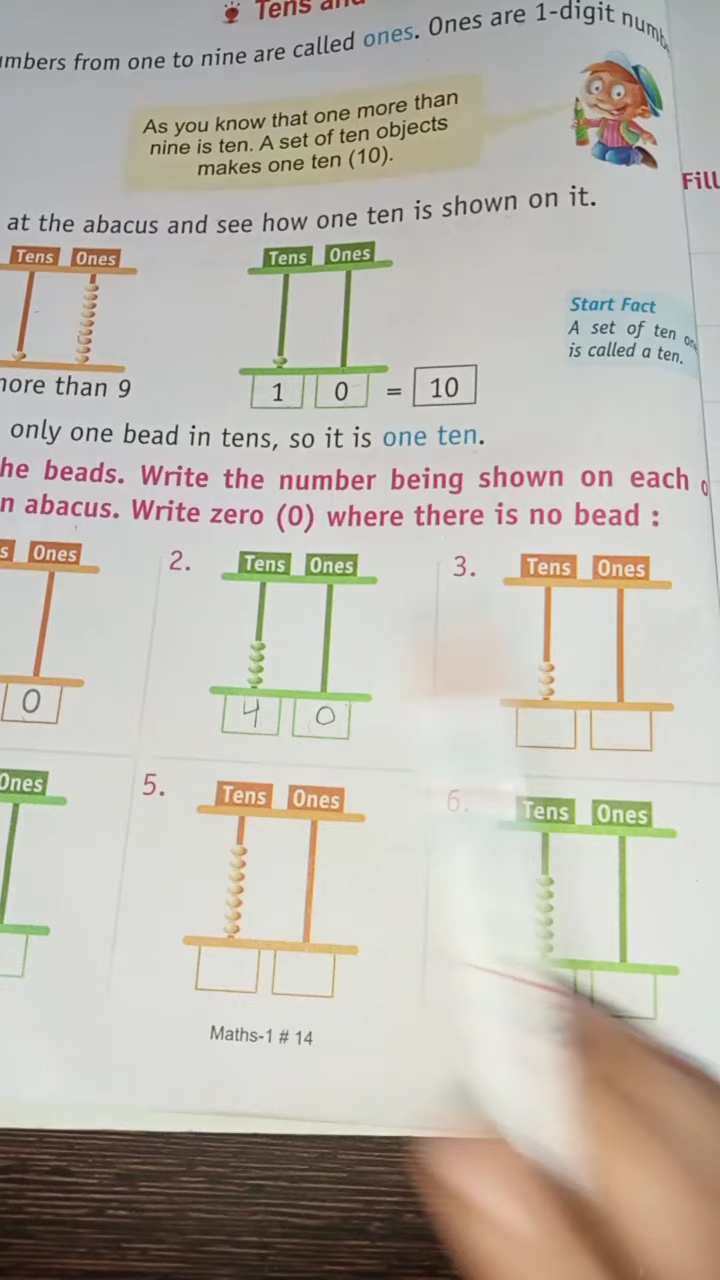 Tens
mbers from one to nine are called ones. Ones are 1-digit numb
As you know that one more than
nine is ten. A set of ten objects
makes one ten (10).
Fill
at the abacus and see how one ten is shown on it.
Tens Ones
Tens Ones
Start Fact
A set of ten
is called a ten.
more than 9
1 0 = 10
only one bead in tens, so it is one ten.
he beads. Write the number being shown on each
n abacus. Write zero (0) where there is no bead :
s Ones
2. Tens Ones
3. Tens Ones
0
4 0
Ones
5. Tens Ones
6. Tens Ones
Maths-1 # 14